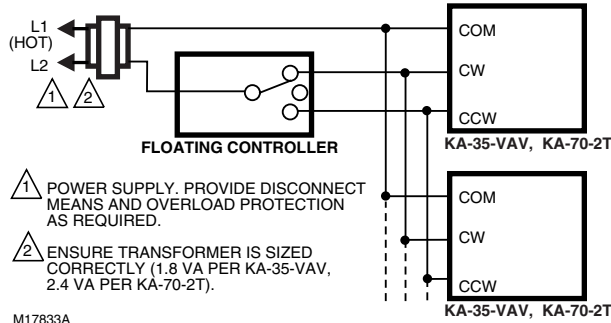 L1
(HOT)
L2
1
2
FLOATING CONTROLLER
COM
CW
CCW
KA-35-VAV, KA-70-2T
1 POWER SUPPLY. PROVIDE DISCONNECT
MEANS AND OVERLOAD PROTECTION
AS REQUIRED.
2 ENSURE TRANSFORMER IS SIZED
CORRECTLY (1.8 VA PER KA-35-VAV,
2.4 VA PER KA-70-2T).
COM
CW
CCW
KA-35-VAV, KA-70-2T
M17833A